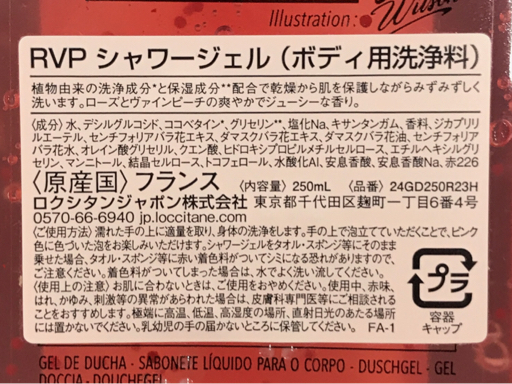 Illustration:
RVP シャワージェル（ボディ用洗浄料）
植物由来の洗浄成分*と保湿成分**配合で乾燥から肌を保護しながらみずみずしく
洗います。ローズとヴァインピーチの爽やかでジューシーな香り。
〈成分〉水、デシルグルコシド、ココベタイン*、グリセリン**、塩化Na、キサンタンガム、香料、ジカプリ
ルエーテル、センチフォリアバラ花エキス、ダマスクバラ花エキス、ダマスクバラ花油、センチフォリ
アバラ花水、オレイン酸グリセリル、クエン酸、ヒドロキシプロピルメチルセルロース、エチルヘキシルグリ
セリン、マンニトール、結晶セルロース、トコフェロール、水酸化Al、安息香酸、安息香酸Na、赤226
〈原産国〉フランス 〈内容量〉250mL 〈品番〉24GD250R23H
ロクシタンジャポン株式会社 東京都千代田区麹町一丁目6番4号
0570-66-6940 jp.loccitane.com
〈ご使用方法〉濡れた手の上に適量を取り、身体の洗浄をします。手の上で泡立てていただくことで、ピンク
色に色づいた泡をお楽しみいただけます。シャワージェルをタオル・スポンジ等にそのまま
乗せた場合、タオル・スポンジ等に赤い着色料がついてシミになる恐れがありますので、
ご注意ください。着色料がついてしまった場合は、水でよく洗い流してください。
〈使用上の注意〉お肌に合わないときは、ご使用をおやめください。使用中、赤味、
はれ、かゆみ、刺激等の異常があらわれた場合は、皮膚科専門医等にご相談される
ことをおすすめします。極端に高温、低温、高湿度の場所、直射日光のあたる場所
には置かないでください。乳幼児の手の届かないところに保管してください。 FA-1
プラ
容器
キャップ
GEL DE DUCHA - SABONETE LÍQUIDO PARA O CORPO - DUSCHGEL - GEL
DOCCIA - DOUCHEGEL